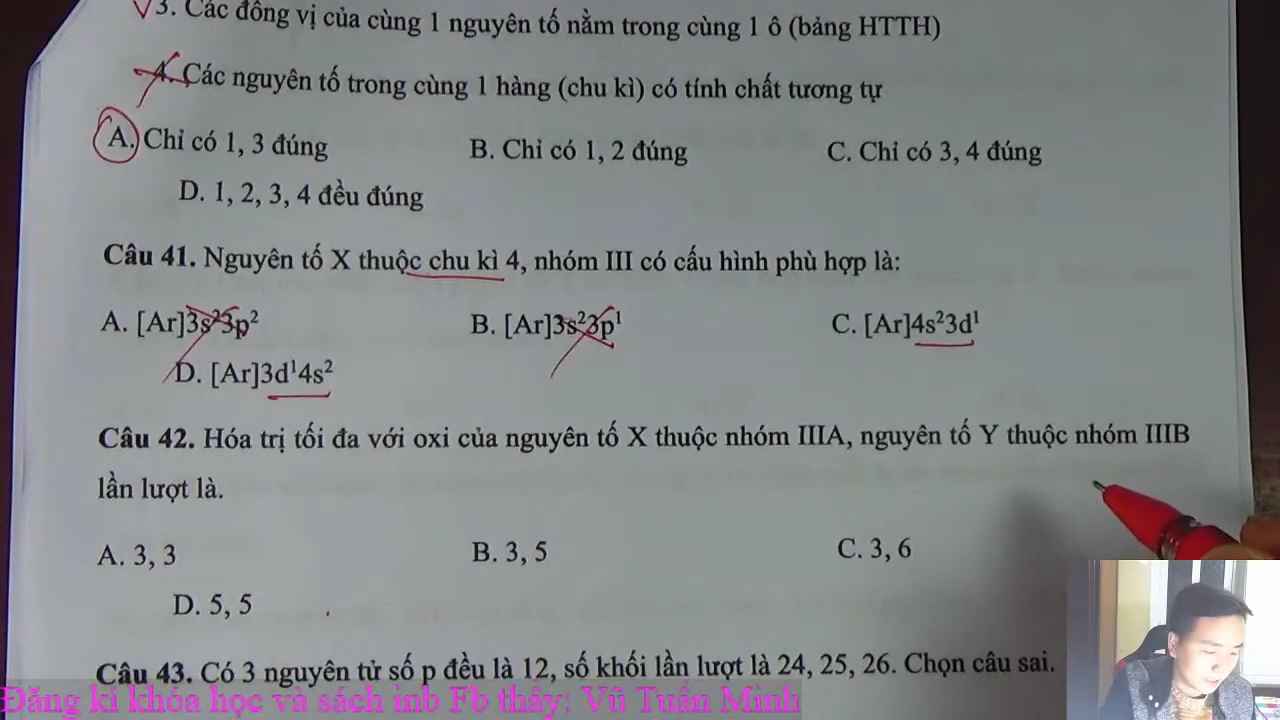 3. Các đồng vị của cùng 1 nguyên tố nằm trong cùng 1 ô (bảng HTTH)
4. Các nguyên tố trong cùng 1 hàng (chu kì) có tính chất tương tự
A. Chỉ có 1, 3 đúng B. Chỉ có 1, 2 đúng C. Chỉ có 3, 4 đúng
D. 1, 2, 3, 4 đều đúng
Câu 41. Nguyên tố X thuộc chu kì 4, nhóm III có cấu hình phù hợp là:
A. [Ar]3s²3p² B. [Ar]3s²3p¹ C. [Ar]4s²3d¹
D. [Ar]3d¹4s²
Câu 42. Hóa trị tối đa với oxi của nguyên tố X thuộc nhóm IIIA, nguyên tố Y thuộc nhóm IIIB
lần lượt là.
A. 3, 3 B. 3, 5 C. 3, 6
D. 5, 5
Câu 43. Có 3 nguyên tử số p đều là 12, số khối lần lượt là 24, 25, 26. Chọn câu sai.
Đăng kí khóa học và sách inb Fb thầy: Vũ Tuấn Minh